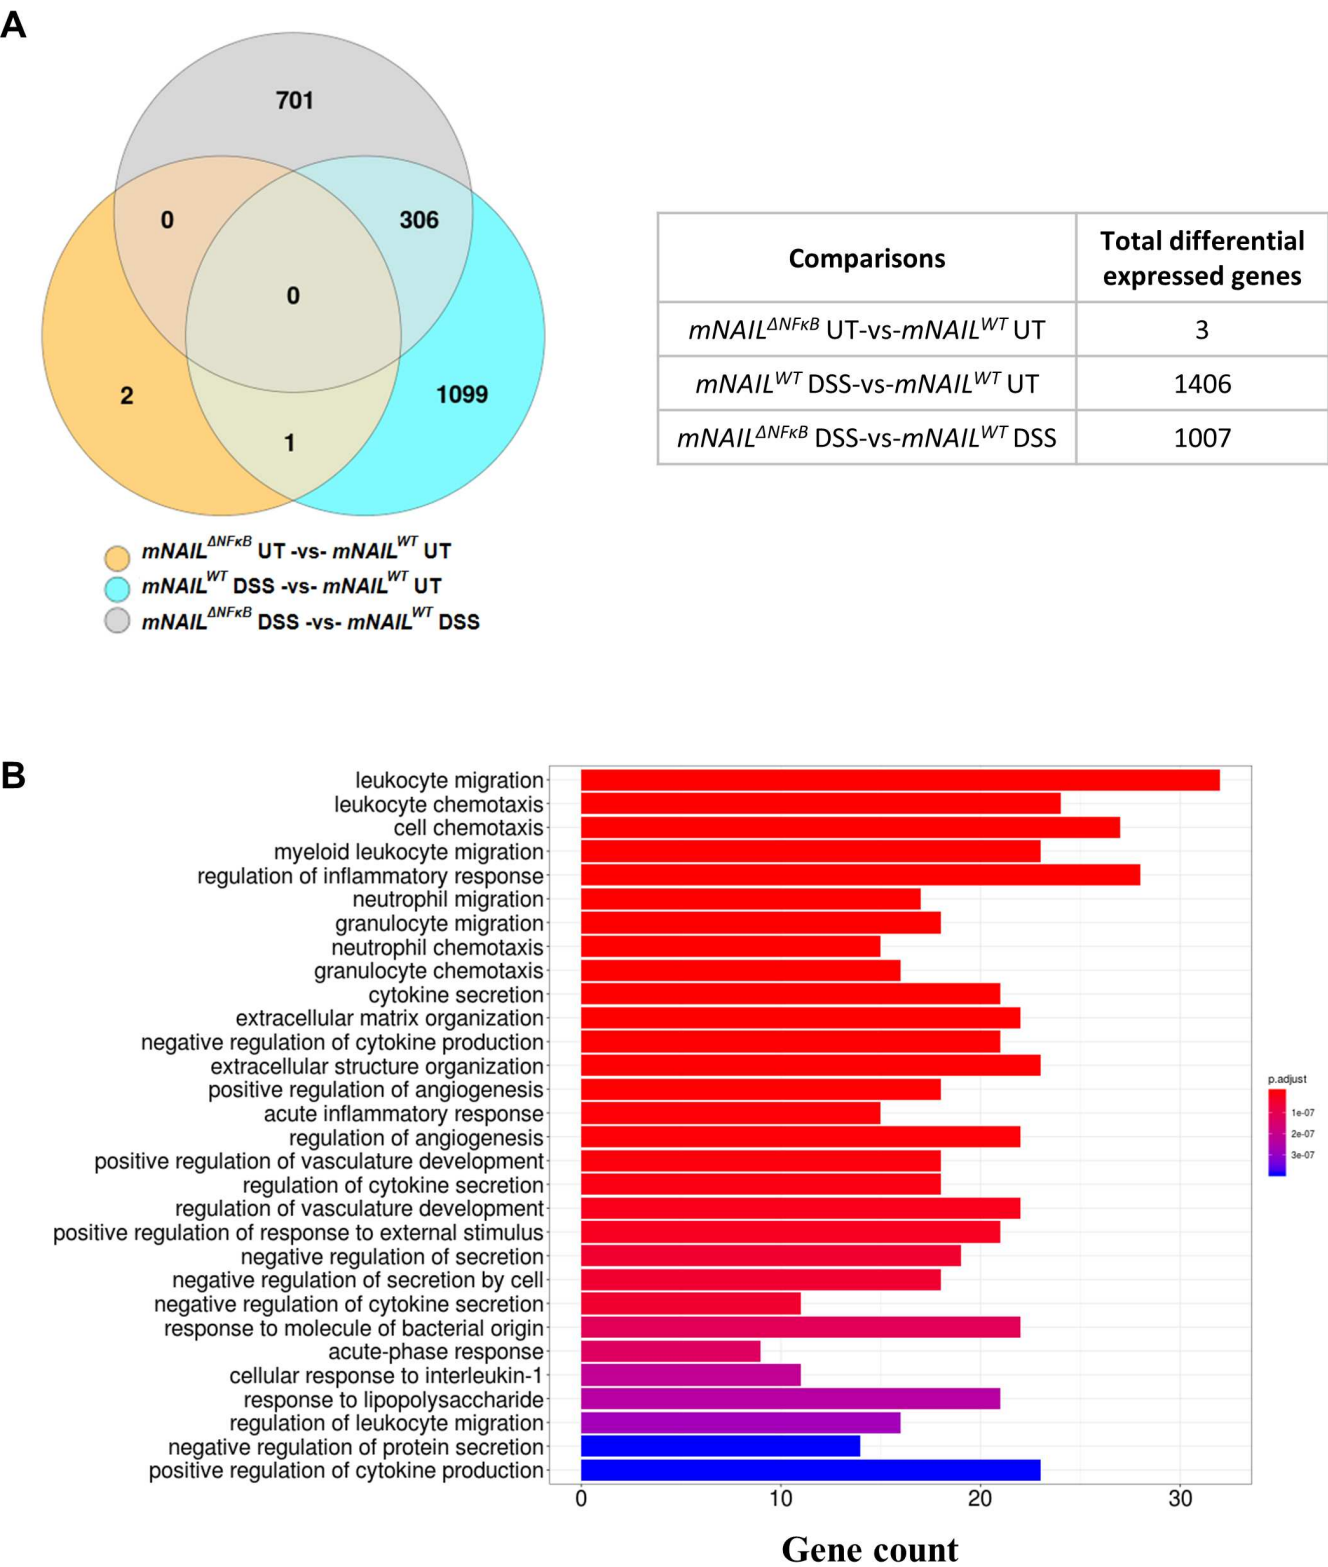 A
701
0
306
0
2
1099
1
mNAIL^ΔNFκB UT -vs- mNAIL^WT UT
mNAIL^WT DSS -vs- mNAIL^WT UT
mNAIL^ΔNFκB DSS -vs- mNAIL^WT DSS
Comparisons
Total differential
expressed genes
mNAIL^ΔNFκB UT-vs-mNAIL^WT UT
3
mNAIL^WT DSS-vs-mNAIL^WT UT
1406
mNAIL^ΔNFκB DSS-vs-mNAIL^WT DSS
1007
B
leukocyte migration
leukocyte chemotaxis
cell chemotaxis
myeloid leukocyte migration
regulation of inflammatory response
neutrophil migration
granulocyte migration
neutrophil chemotaxis
granulocyte chemotaxis
cytokine secretion
extracellular matrix organization
negative regulation of cytokine production
extracellular structure organization
positive regulation of angiogenesis
acute inflammatory response
regulation of angiogenesis
positive regulation of vasculature development
regulation of cytokine secretion
regulation of vasculature development
positive regulation of response to external stimulus
negative regulation of secretion
negative regulation of secretion by cell
negative regulation of cytokine secretion
response to molecule of bacterial origin
acute-phase response
cellular response to interleukin-1
response to lipopolysaccharide
regulation of leukocyte migration
negative regulation of protein secretion
positive regulation of cytokine production
0 10 20 30
Gene count
p.adjust
1e-07
2e-07
3e-07